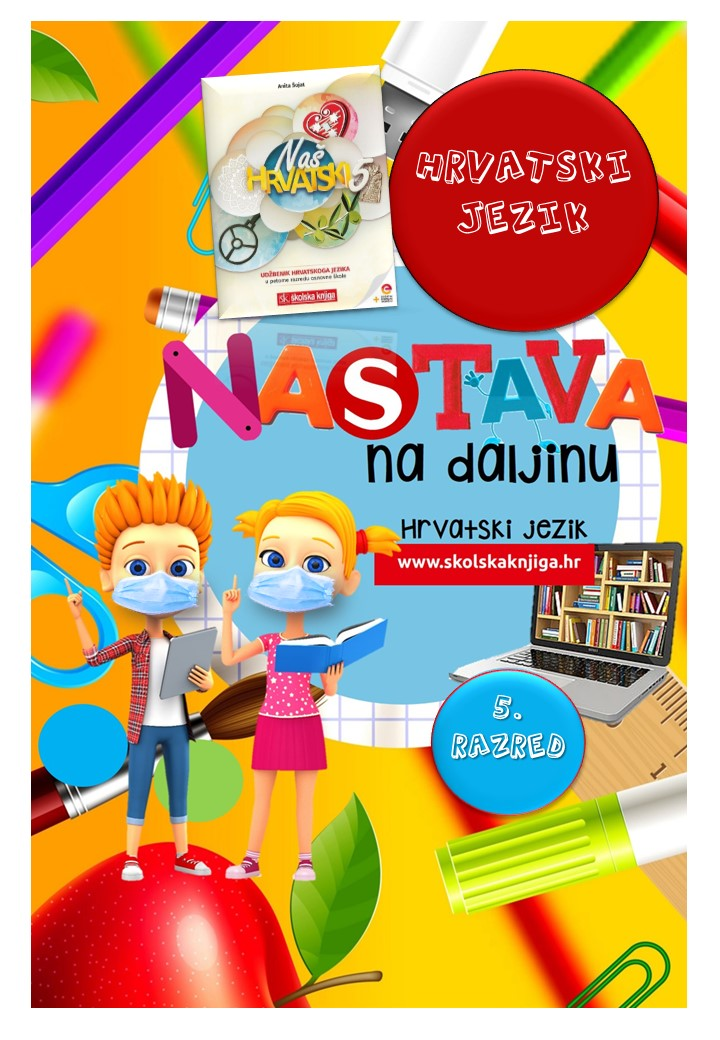 Anita Šojat
Naš
HRVATSKI 5
UDŽBENIK HRVATSKOGA JEZIKA
u petome razredu osnovne škole
sk školska knjiga
HRVATSKI
JEZIK
NASTAVA
na daljinu
Hrvatski jezik
www.skolskaknjiga.hr
5.
RAZRED